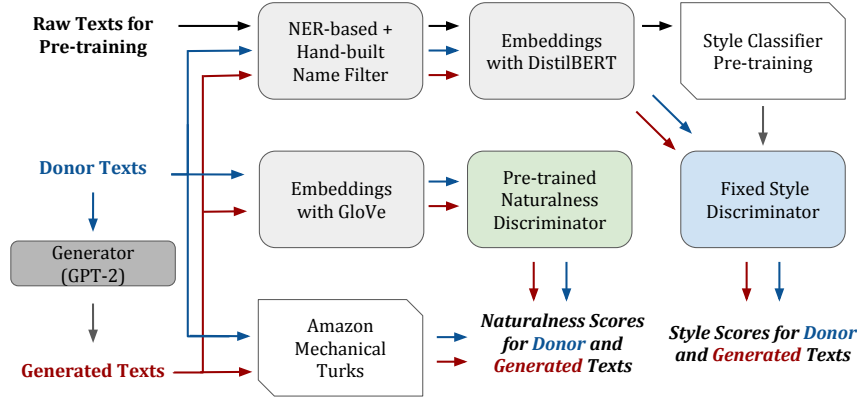 Raw Texts for
Pre-training
NER-based +
Hand-built
Name Filter
Embeddings
with DistilBERT
Style Classifier
Pre-training
Donor Texts
Embeddings
with GloVe
Pre-trained
Naturalness
Discriminator
Fixed Style
Discriminator
Generator
(GPT-2)
Generated Texts
Amazon
Mechanical
Turks
Naturalness Scores
for Donor and
Generated Texts
Style Scores for Donor
and Generated Texts